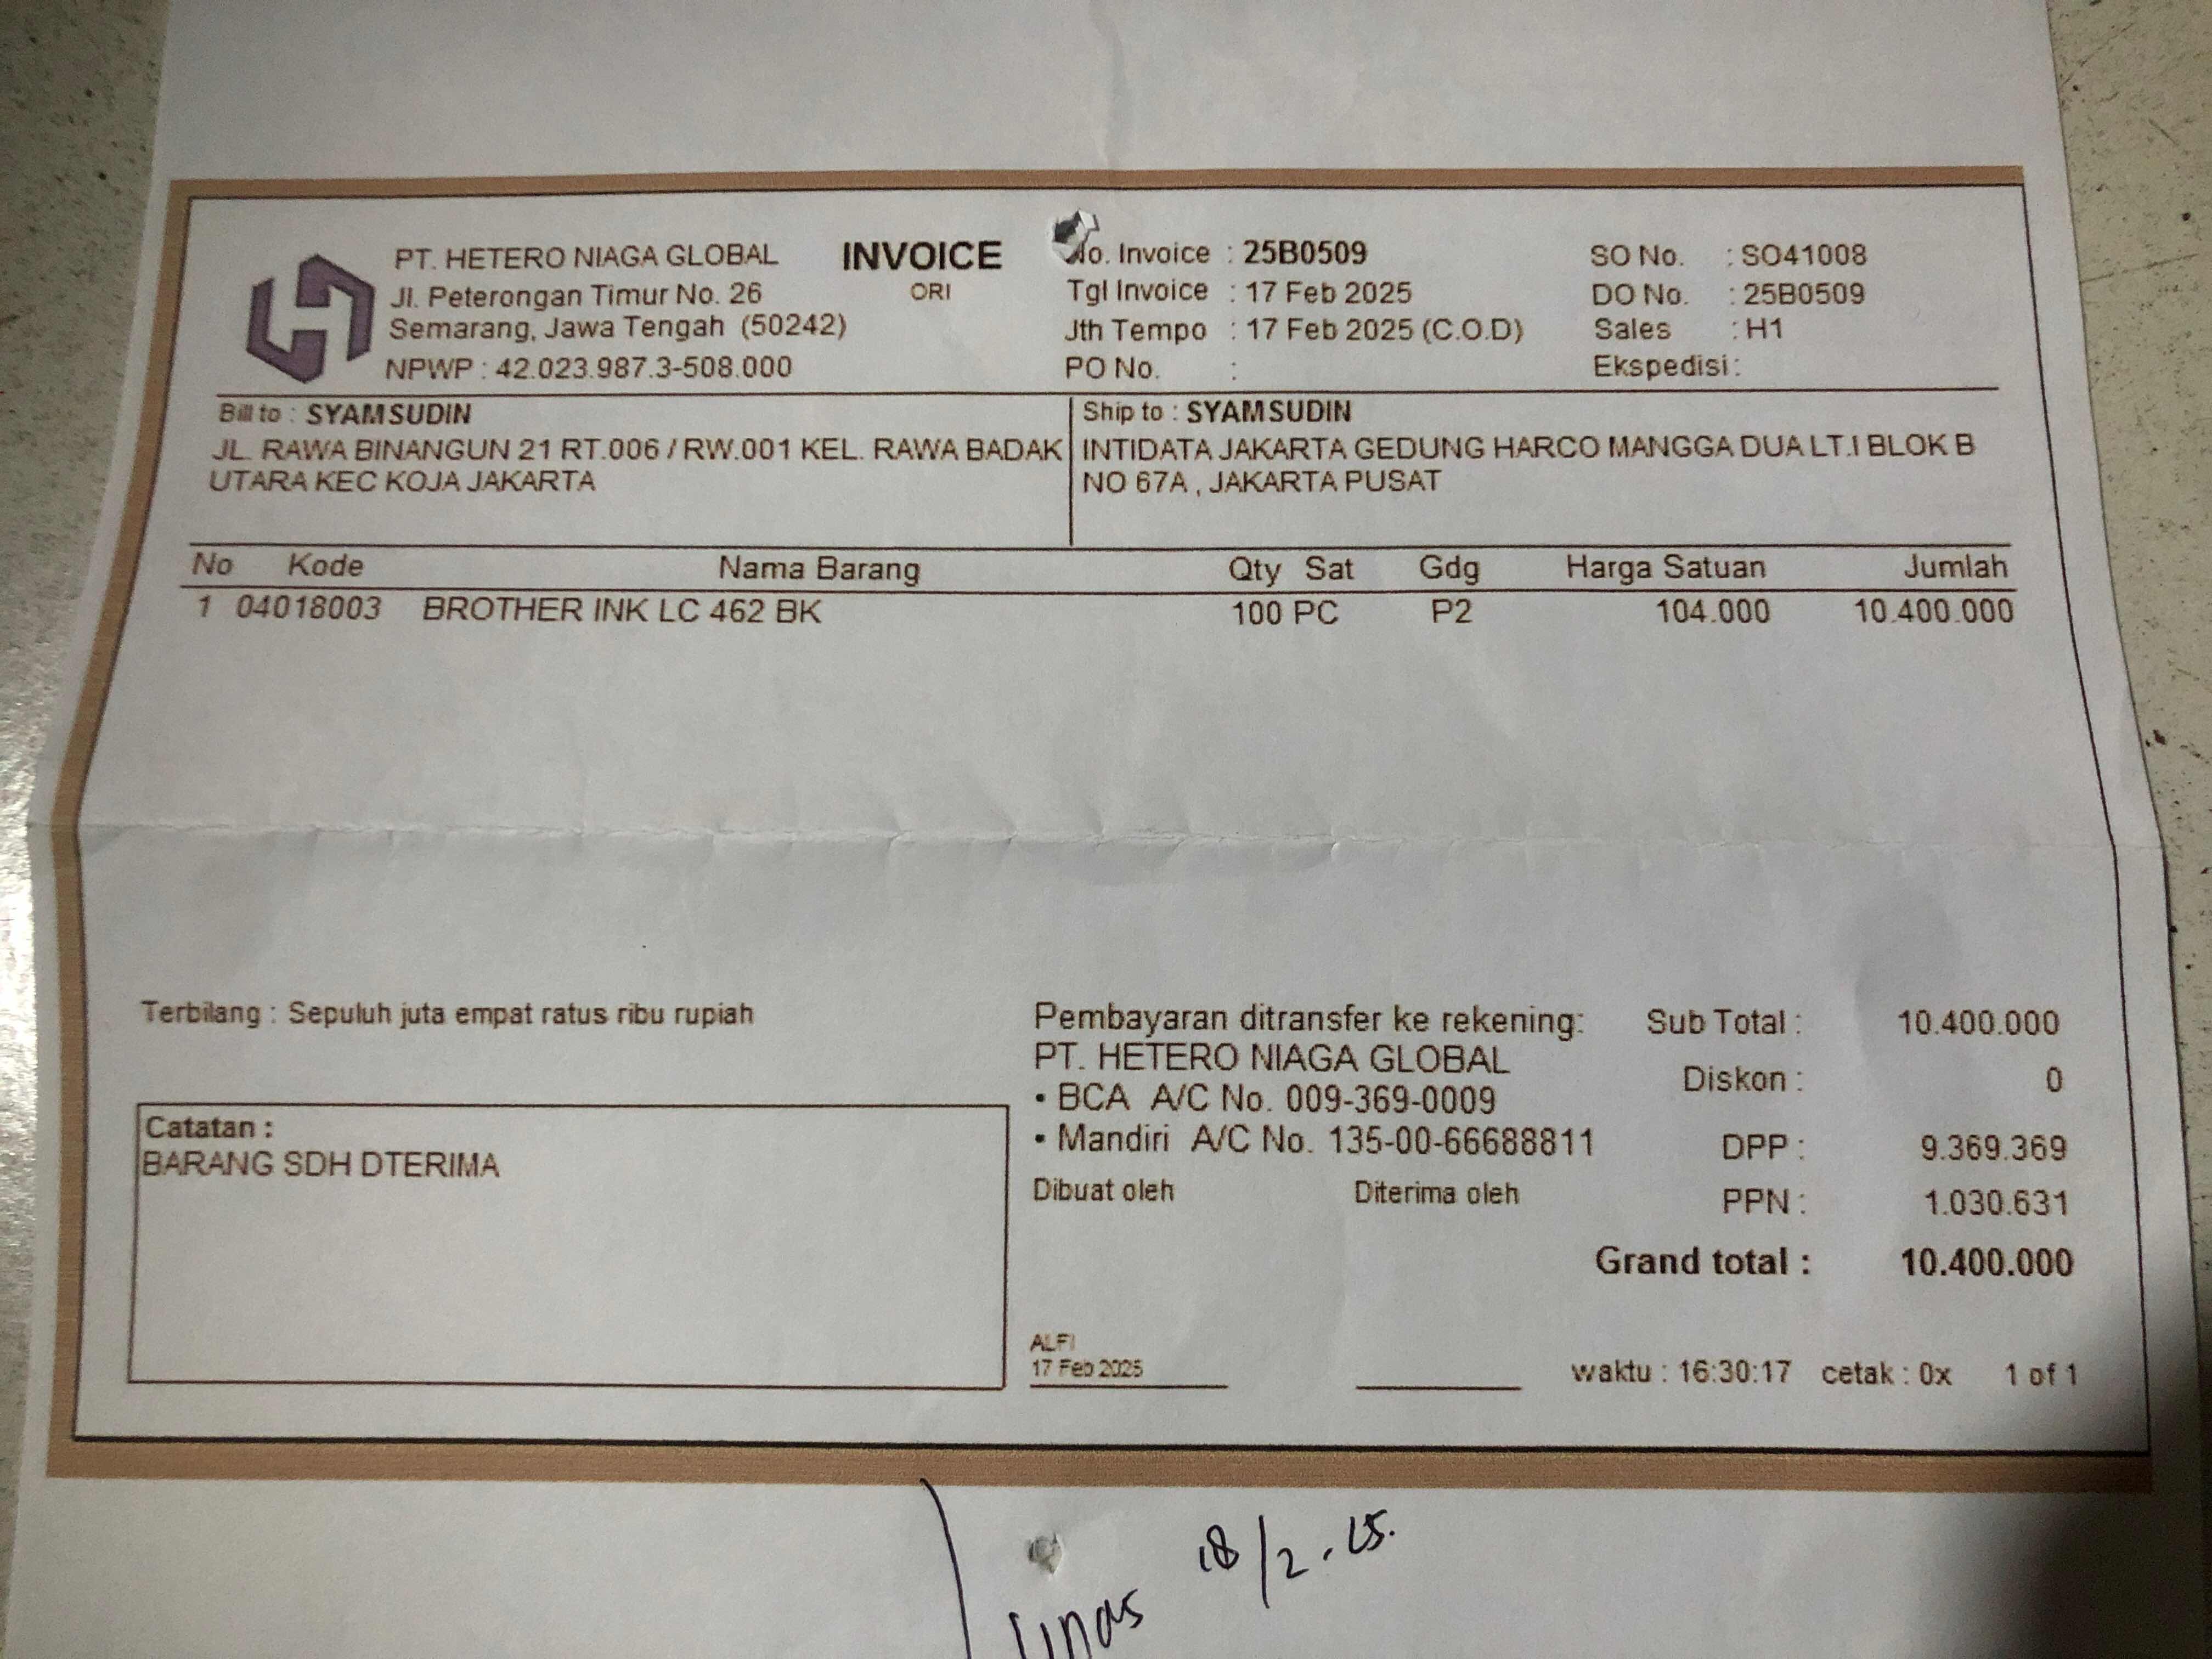 PT. HETERO NIAGA GLOBAL
Jl. Peterongan Timur No. 26
Semarang, Jawa Tengah (50242)
NPWP : 42.023.987.3-508.000
INVOICE
ORI
No. Invoice : 25B0509
Tgl Invoice : 17 Feb 2025
Jth Tempo : 17 Feb 2025 (C.O.D)
PO No. :
SO No. : SO41008
DO No. : 25B0509
Sales : H1
Ekspedisi :
Bill to : SYAMSUDIN
JL. RAWA BINANGUN 21 RT.006 / RW.001 KEL. RAWA BADAK
UTARA KEC KOJA JAKARTA
Ship to : SYAMSUDIN
INTIDATA JAKARTA GEDUNG HARCO MANGGA DUA LT.I BLOK B
NO 67A , JAKARTA PUSAT
No Kode Nama Barang Qty Sat Gdg Harga Satuan Jumlah
1 04018003 BROTHER INK LC 462 BK 100 PC P2 104.000 10.400.000
Terbilang : Sepuluh juta empat ratus ribu rupiah
Catatan :
BARANG SDH DTERIMA
Pembayaran ditransfer ke rekening:
PT. HETERO NIAGA GLOBAL
• BCA A/C No. 009-369-0009
• Mandiri A/C No. 135-00-66688811
Dibuat oleh Diterima oleh
ALFI
17 Feb 2025
Sub Total : 10.400.000
Diskon : 0
DPP : 9.369.369
PPN : 1.030.631
Grand total : 10.400.000
waktu : 16:30:17 cetak : 0x 1 of 1
18/2.25.